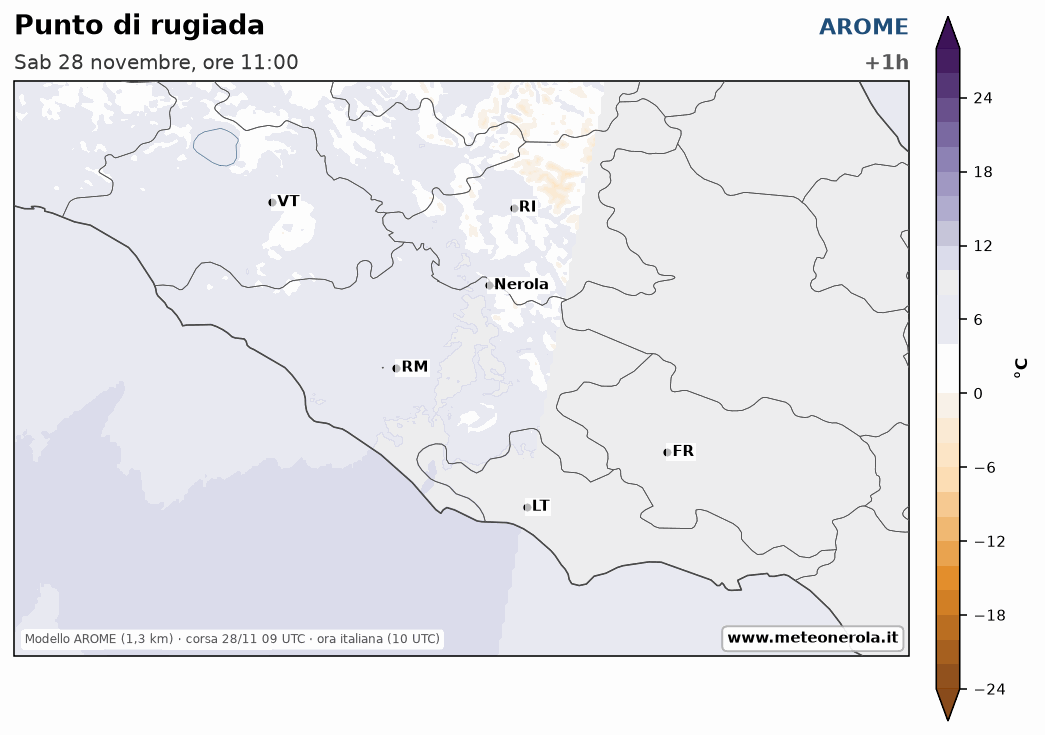 Punto di rugiada
AROME
Sab 28 novembre, ore 11:00
+1h
24
18
12
6
0
−6
−12
−18
−24
°C
VT
RI
Nerola
RM
FR
LT
Modello AROME (1,3 km) · corsa 28/11 09 UTC · ora italiana (10 UTC)
www.meteonerola.it